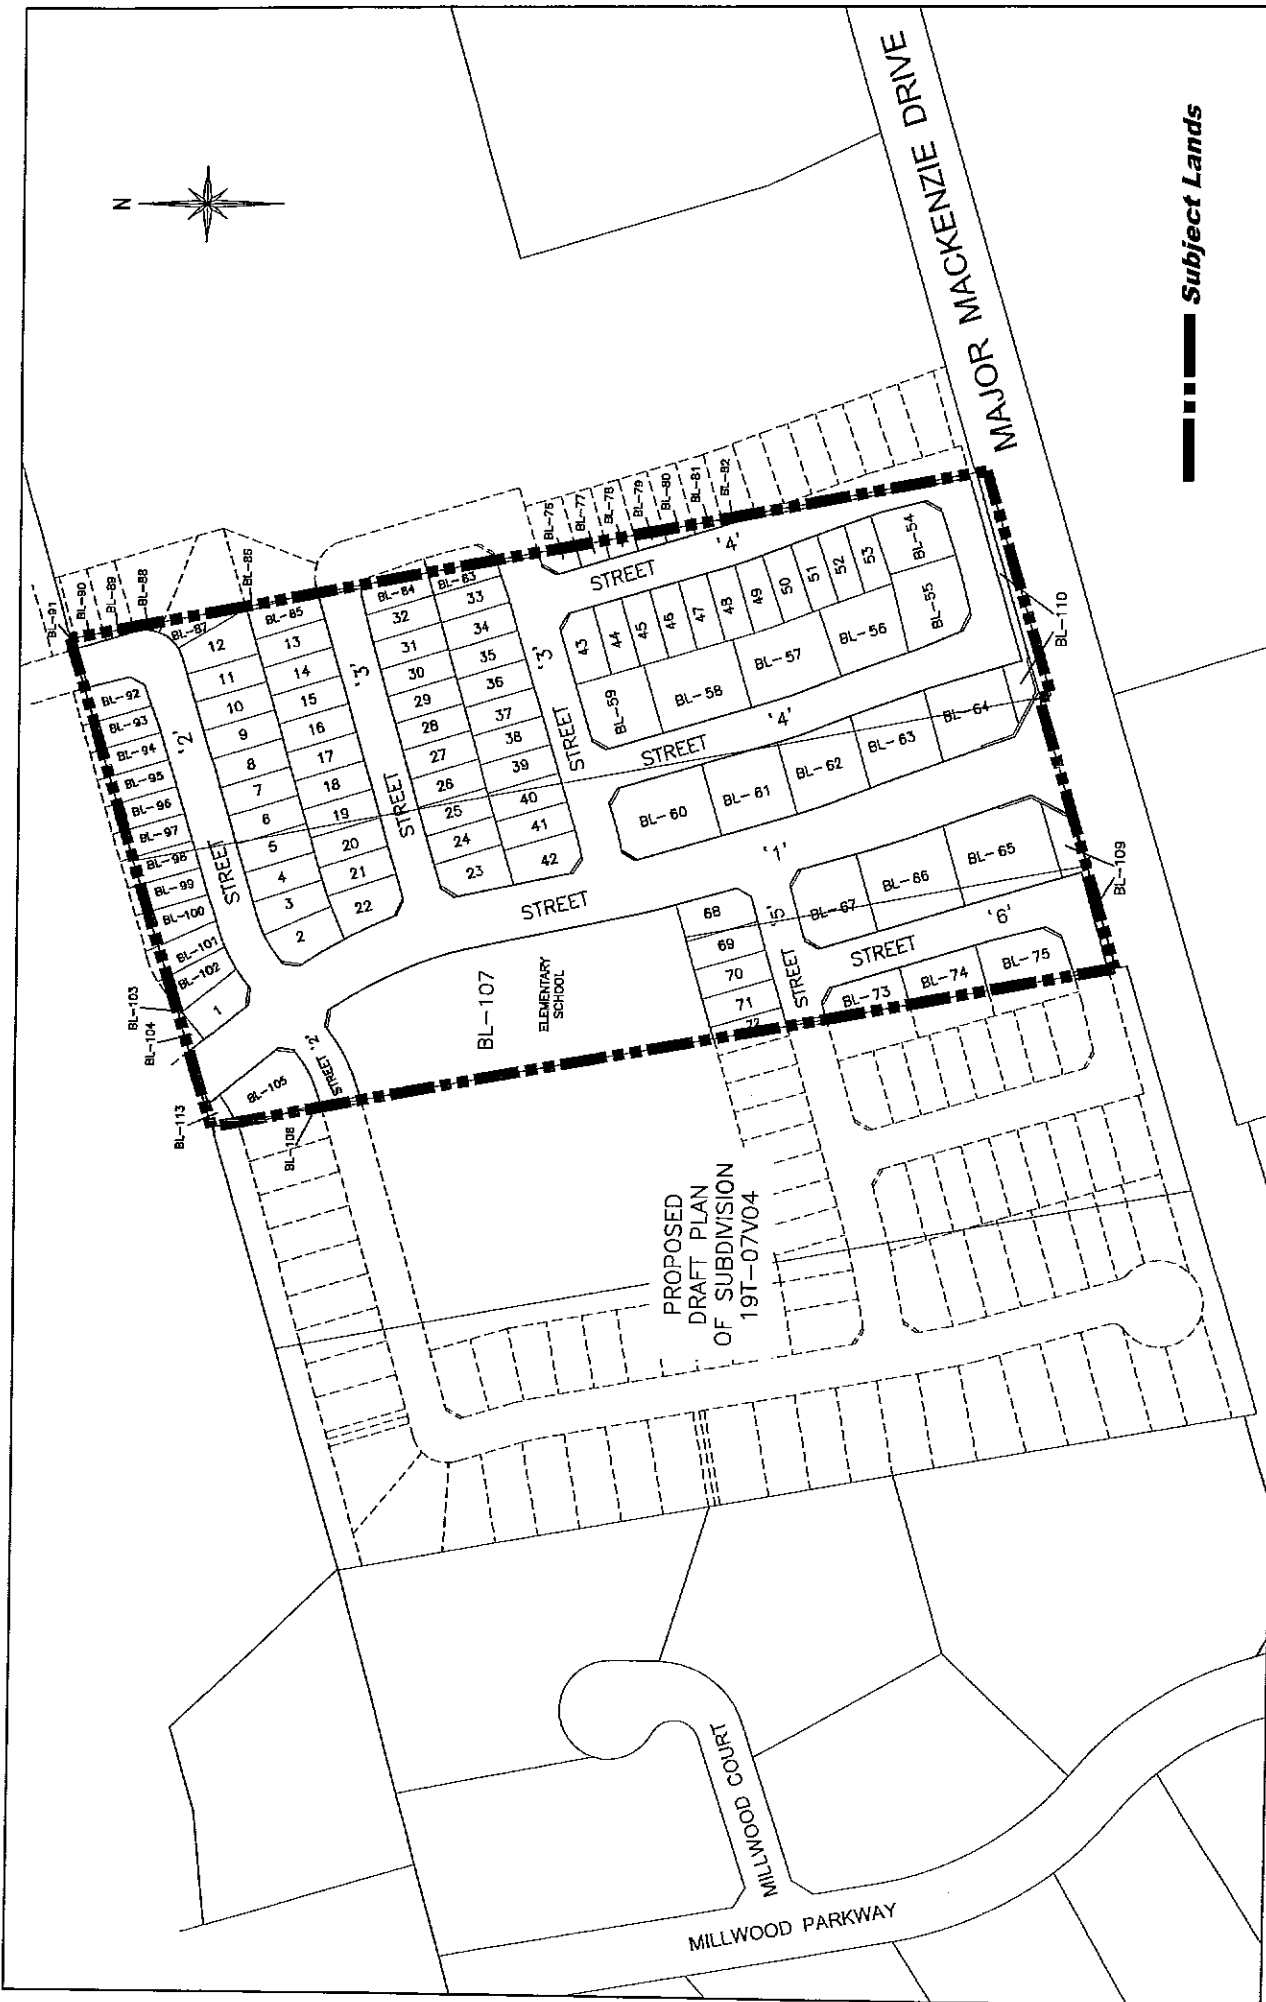 N
MAJOR MACKENZIE DRIVE
Subject Lands
BL-91
BL-90
BL-89
BL-88
BL-87
BL-86
BL-85
BL-84
BL-83
BL-92
BL-93
BL-94
BL-95
BL-96
BL-97
BL-98
BL-99
BL-100
BL-101
BL-102
1
BL-103
BL-104
BL-113
BL-105
BL-108
STREET '2'
STREET '2'
12
11
10
9
8
7
6
5
4
3
2
13
14
15
16
17
18
19
20
21
22
STREET '3'
32
31
30
29
28
27
26
25
24
23
33
34
35
36
37
38
39
40
41
42
STREET '3'
BL-76
BL-77
BL-78
BL-79
BL-80
BL-81
BL-82
STREET '4'
43
44
45
46
47
48
49
50
51
52
53
BL-54
BL-55
BL-56
BL-57
BL-58
BL-59
STREET '4'
BL-60
BL-61
BL-62
BL-63
BL-64
BL-110
STREET '1'
BL-107
ELEMENTARY
SCHOOL
68
69
70
71
72
STREET '5'
BL-67
BL-66
BL-65
BL-109
STREET '6'
BL-73
BL-74
BL-75
PROPOSED
DRAFT PLAN
OF SUBDIVISION
19T-07V04
MILLWOOD COURT
MILLWOOD PARKWAY